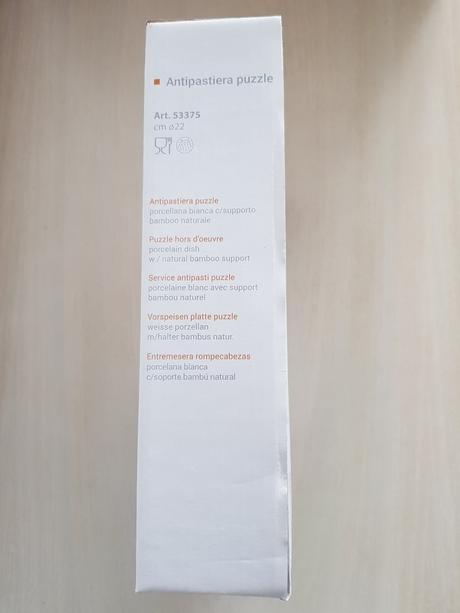 Antipastiera puzzle
Art. 53375
cm ø22
Antipastiera puzzle
porcellana bianca c/supporto
bamboo naturale
Puzzle hors d'oeuvre
porcelain dish
w / natural bamboo support
Service antipasti puzzle
porcelaine blanc avec support
bambou naturel
Vorspeisen platte puzzle
weisse porzellan
m/halter bambus natur.
Entremesera rompecabezas
porcelana blanca
c/soporte bambú natural